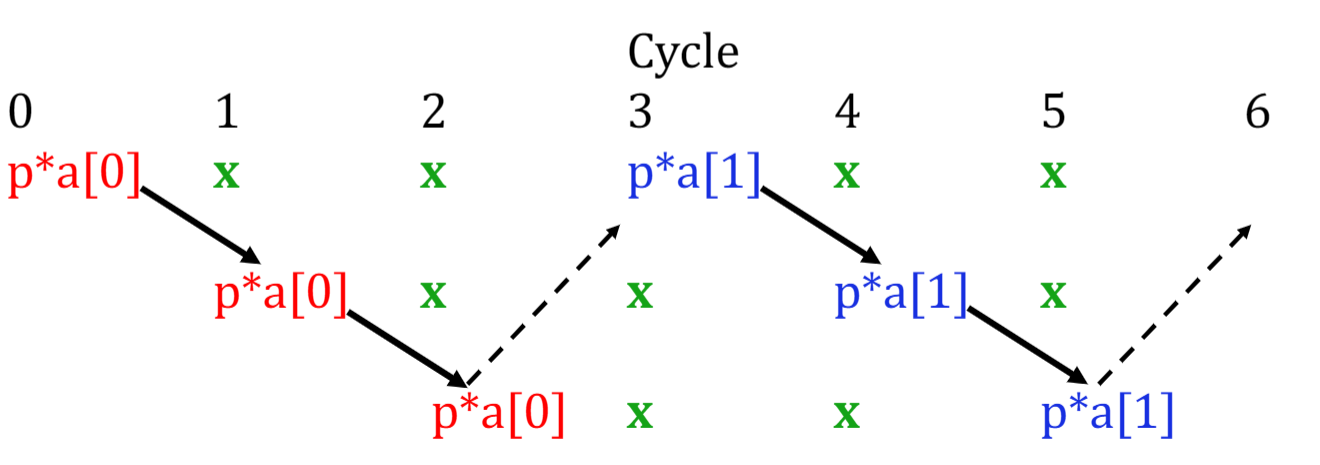 Cycle
0 1 2 3 4 5 6
p*a[0] x x p*a[1] x x
p*a[0] x x p*a[1] x
p*a[0] x x p*a[1]